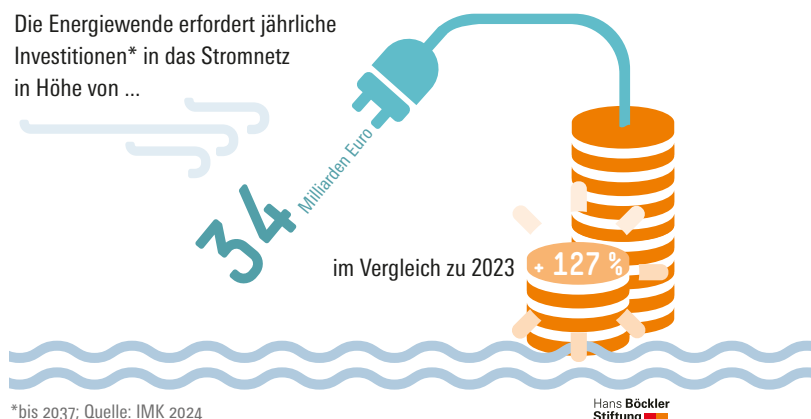 Die Energiewende erfordert jährliche
Investitionen* in das Stromnetz
in Höhe von ...
34 Milliarden Euro
im Vergleich zu 2023
+ 127 %
*bis 2037; Quelle: IMK 2024
Hans Böckler
Stiftung